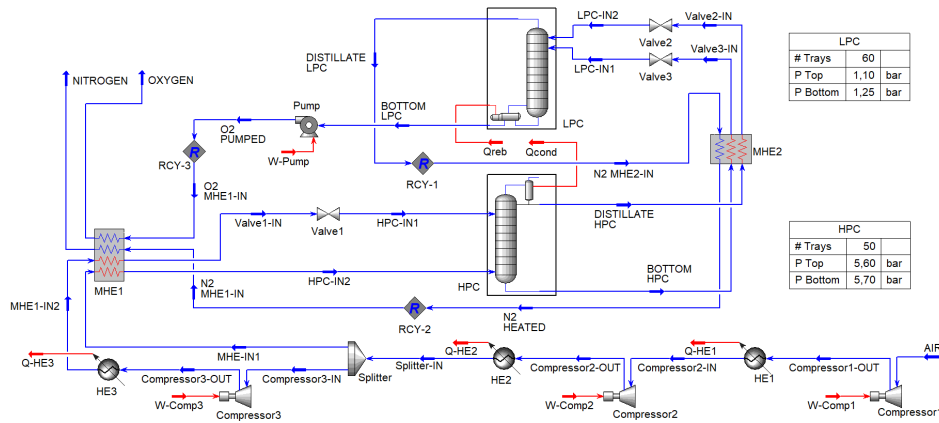 LPC-IN2
Valve2-IN
Valve2
Valve3-IN
LPC-IN1
Valve3
LPC
# Trays 60
P Top 1,10 bar
P Bottom 1,25 bar
NITROGEN
OXYGEN
DISTILLATE
LPC
Pump
O2
PUMPED
W-Pump
BOTTOM
LPC
LPC
Qreb
Qcond
R
RCY-3
R
RCY-1
N2 MHE2-IN
MHE2
O2
MHE1-IN
Valve1-IN
Valve1
HPC-IN1
DISTILLATE
HPC
HPC
# Trays 50
P Top 5,60 bar
P Bottom 5,70 bar
MHE1
N2
MHE1-IN
HPC-IN2
HPC
BOTTOM
HPC
MHE1-IN2
R
RCY-2
N2
HEATED
Q-HE3
MHE-IN1
Splitter
Splitter-IN
Q-HE2
Q-HE1
AIR
HE3
Compressor3-OUT
Compressor3-IN
HE2
Compressor2-OUT
Compressor2-IN
HE1
Compressor1-OUT
W-Comp3
Compressor3
W-Comp2
Compressor2
W-Comp1
Compressor1